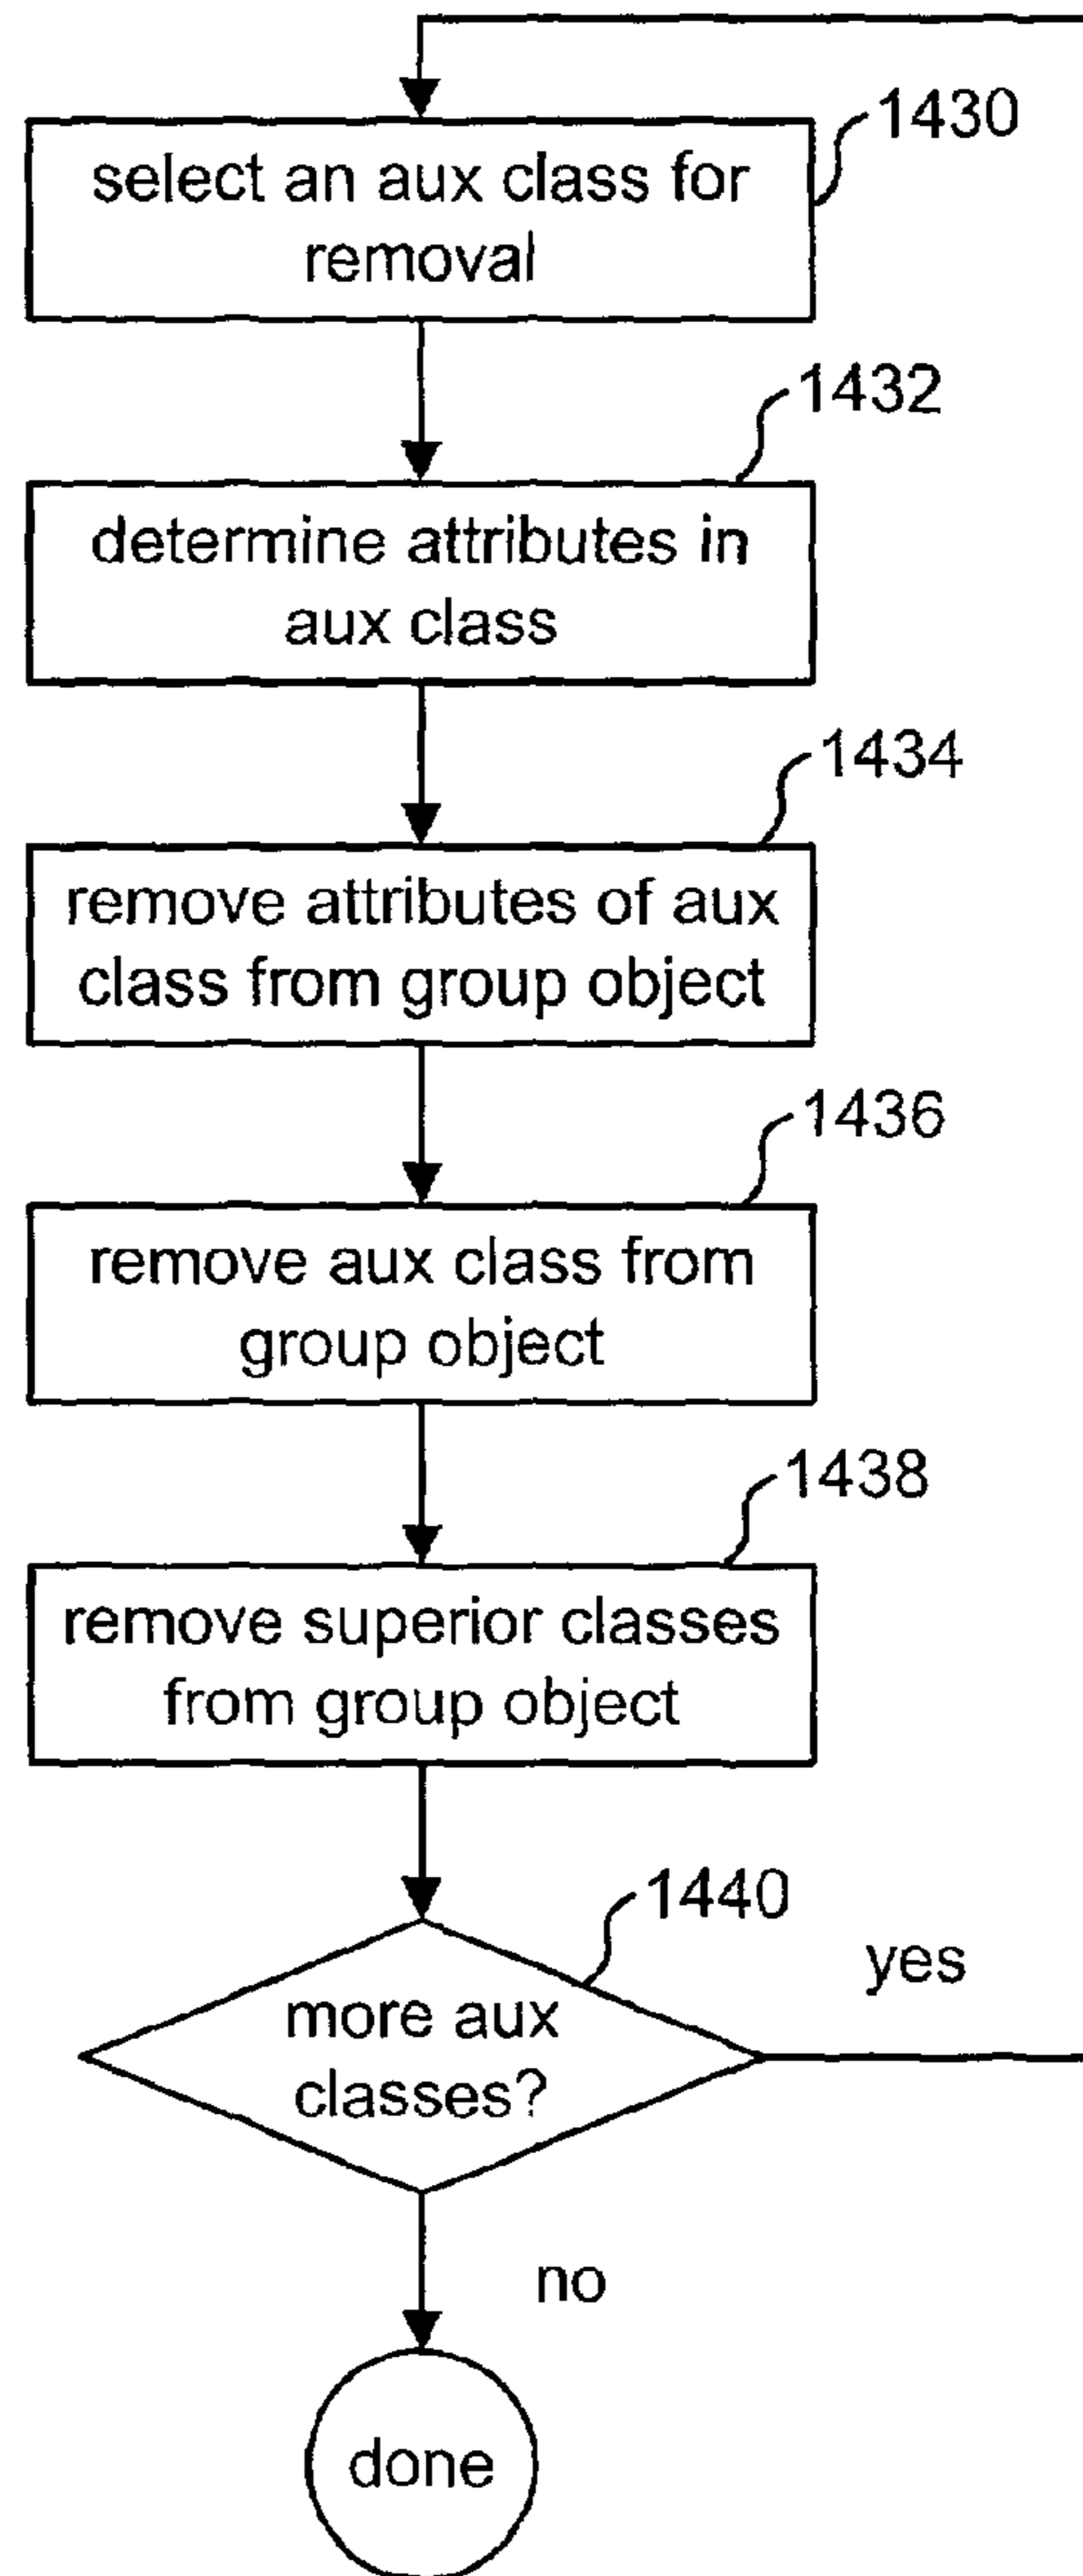 1430
select an aux class for
removal
1432
determine attributes in
aux class
1434
remove attributes of aux
class from group object
1436
remove aux class from
group object
1438
remove superior classes
from group object
1440
more aux
classes?
yes
no
done